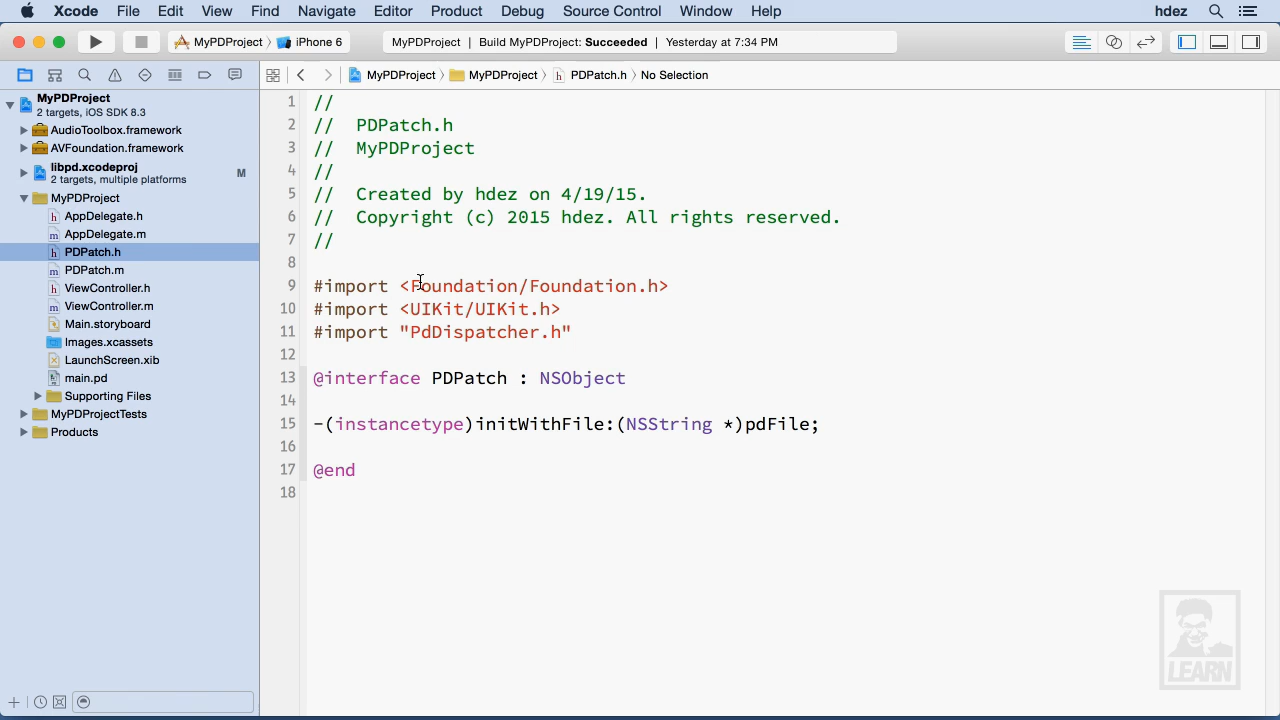 Xcode File Edit View Find Navigate Editor Product Debug Source Control Window Help hdez
MyPDProject iPhone 6 MyPDProject | Build MyPDProject: Succeeded | Yesterday at 7:34 PM
MyPDProject MyPDProject PDPatch.h No Selection
MyPDProject
2 targets, iOS SDK 8.3
AudioToolbox.framework
AVFoundation.framework
libpd.xcodeproj M
2 targets, multiple platforms
MyPDProject
AppDelegate.h
AppDelegate.m
PDPatch.h
PDPatch.m
ViewController.h
ViewController.m
Main.storyboard
Images.xcassets
LaunchScreen.xib
main.pd
Supporting Files
MyPDProjectTests
Products
1 //
2 // PDPatch.h
3 // MyPDProject
4 //
5 // Created by hdez on 4/19/15.
6 // Copyright (c) 2015 hdez. All rights reserved.
7 //
8
9 #import <Foundation/Foundation.h>
10 #import <UIKit/UIKit.h>
11 #import "PdDispatcher.h"
12
13 @interface PDPatch : NSObject
14
15 -(instancetype)initWithFile:(NSString *)pdFile;
16
17 @end
18
LEARN